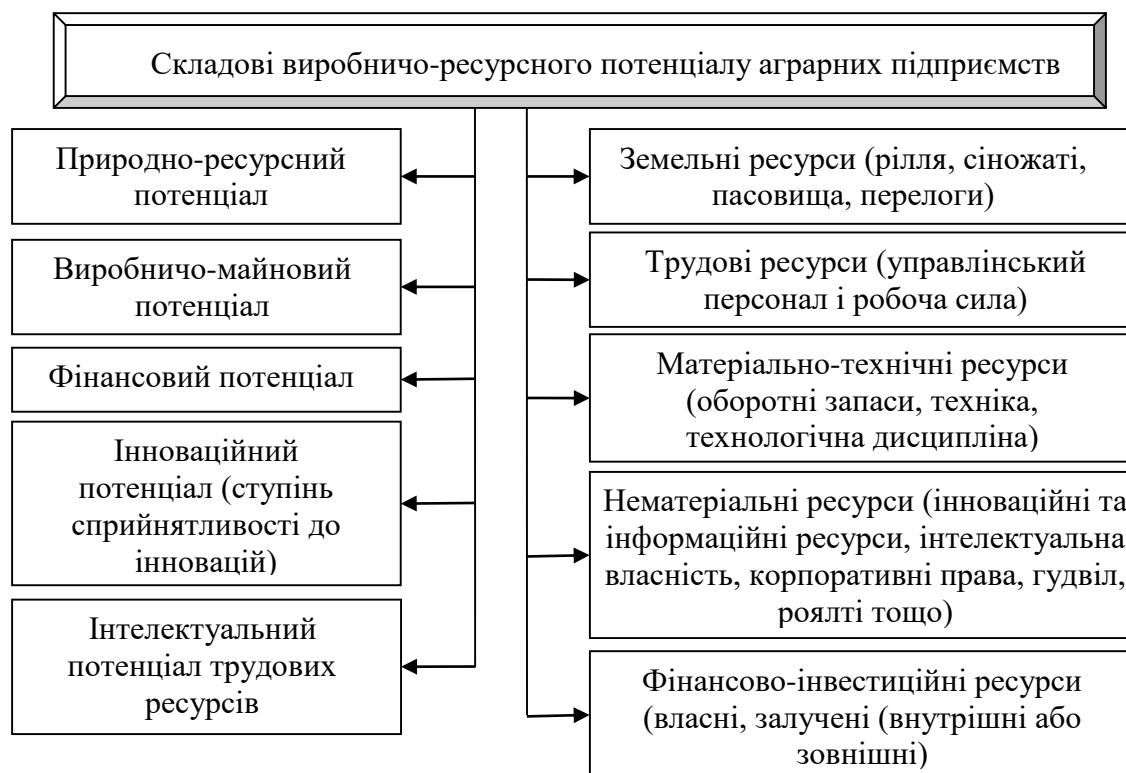 Складові виробничо-ресурсного потенціалу аграрних підприємств
Природно-ресурсний
потенціал
Виробничо-майновий
потенціал
Фінансовий потенціал
Інноваційний
потенціал (ступінь
сприйнятливості до
інновацій)
Інтелектуальний
потенціал трудових
ресурсів
Земельні ресурси (рілля, сіножаті,
пасовища, перелоги)
Трудові ресурси (управлінський
персонал і робоча сила)
Матеріально-технічні ресурси
(оборотні запаси, техніка,
технологічна дисципліна)
Нематеріальні ресурси (інноваційні та
інформаційні ресурси, інтелектуальна
власність, корпоративні права, гудвіл,
роялті тощо)
Фінансово-інвестиційні ресурси
(власні, залучені (внутрішні або
зовнішні)